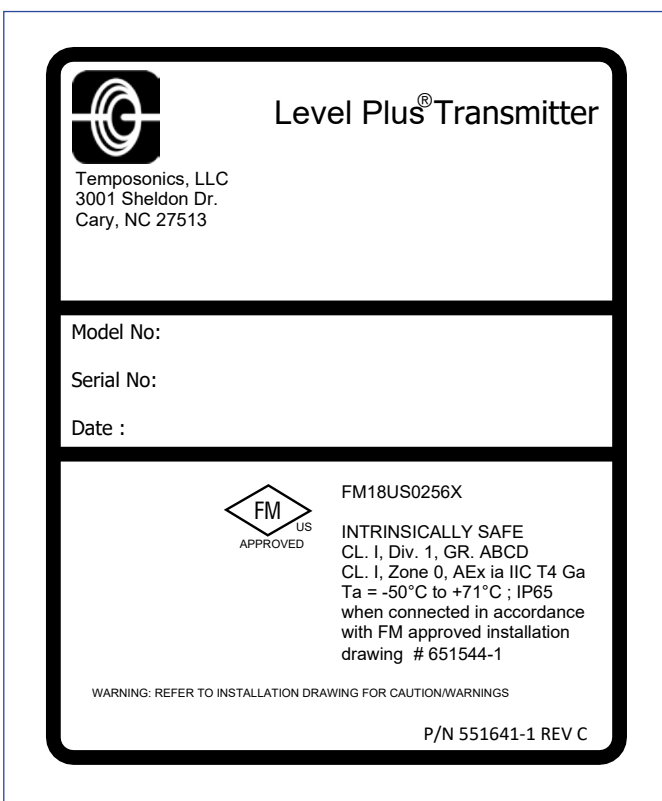 Level Plus® Transmitter
Temposonics, LLC
3001 Sheldon Dr.
Cary, NC 27513
Model No:
Serial No:
Date :
FM
US
APPROVED
FM18US0256X
INTRINSICALLY SAFE
CL. I, Div. 1, GR. ABCD
CL. I, Zone 0, AEx ia IIC T4 Ga
Ta = -50°C to +71°C ; IP65
when connected in accordance
with FM approved installation
drawing # 651544-1
WARNING: REFER TO INSTALLATION DRAWING FOR CAUTION/WARNINGS
P/N 551641-1 REV C